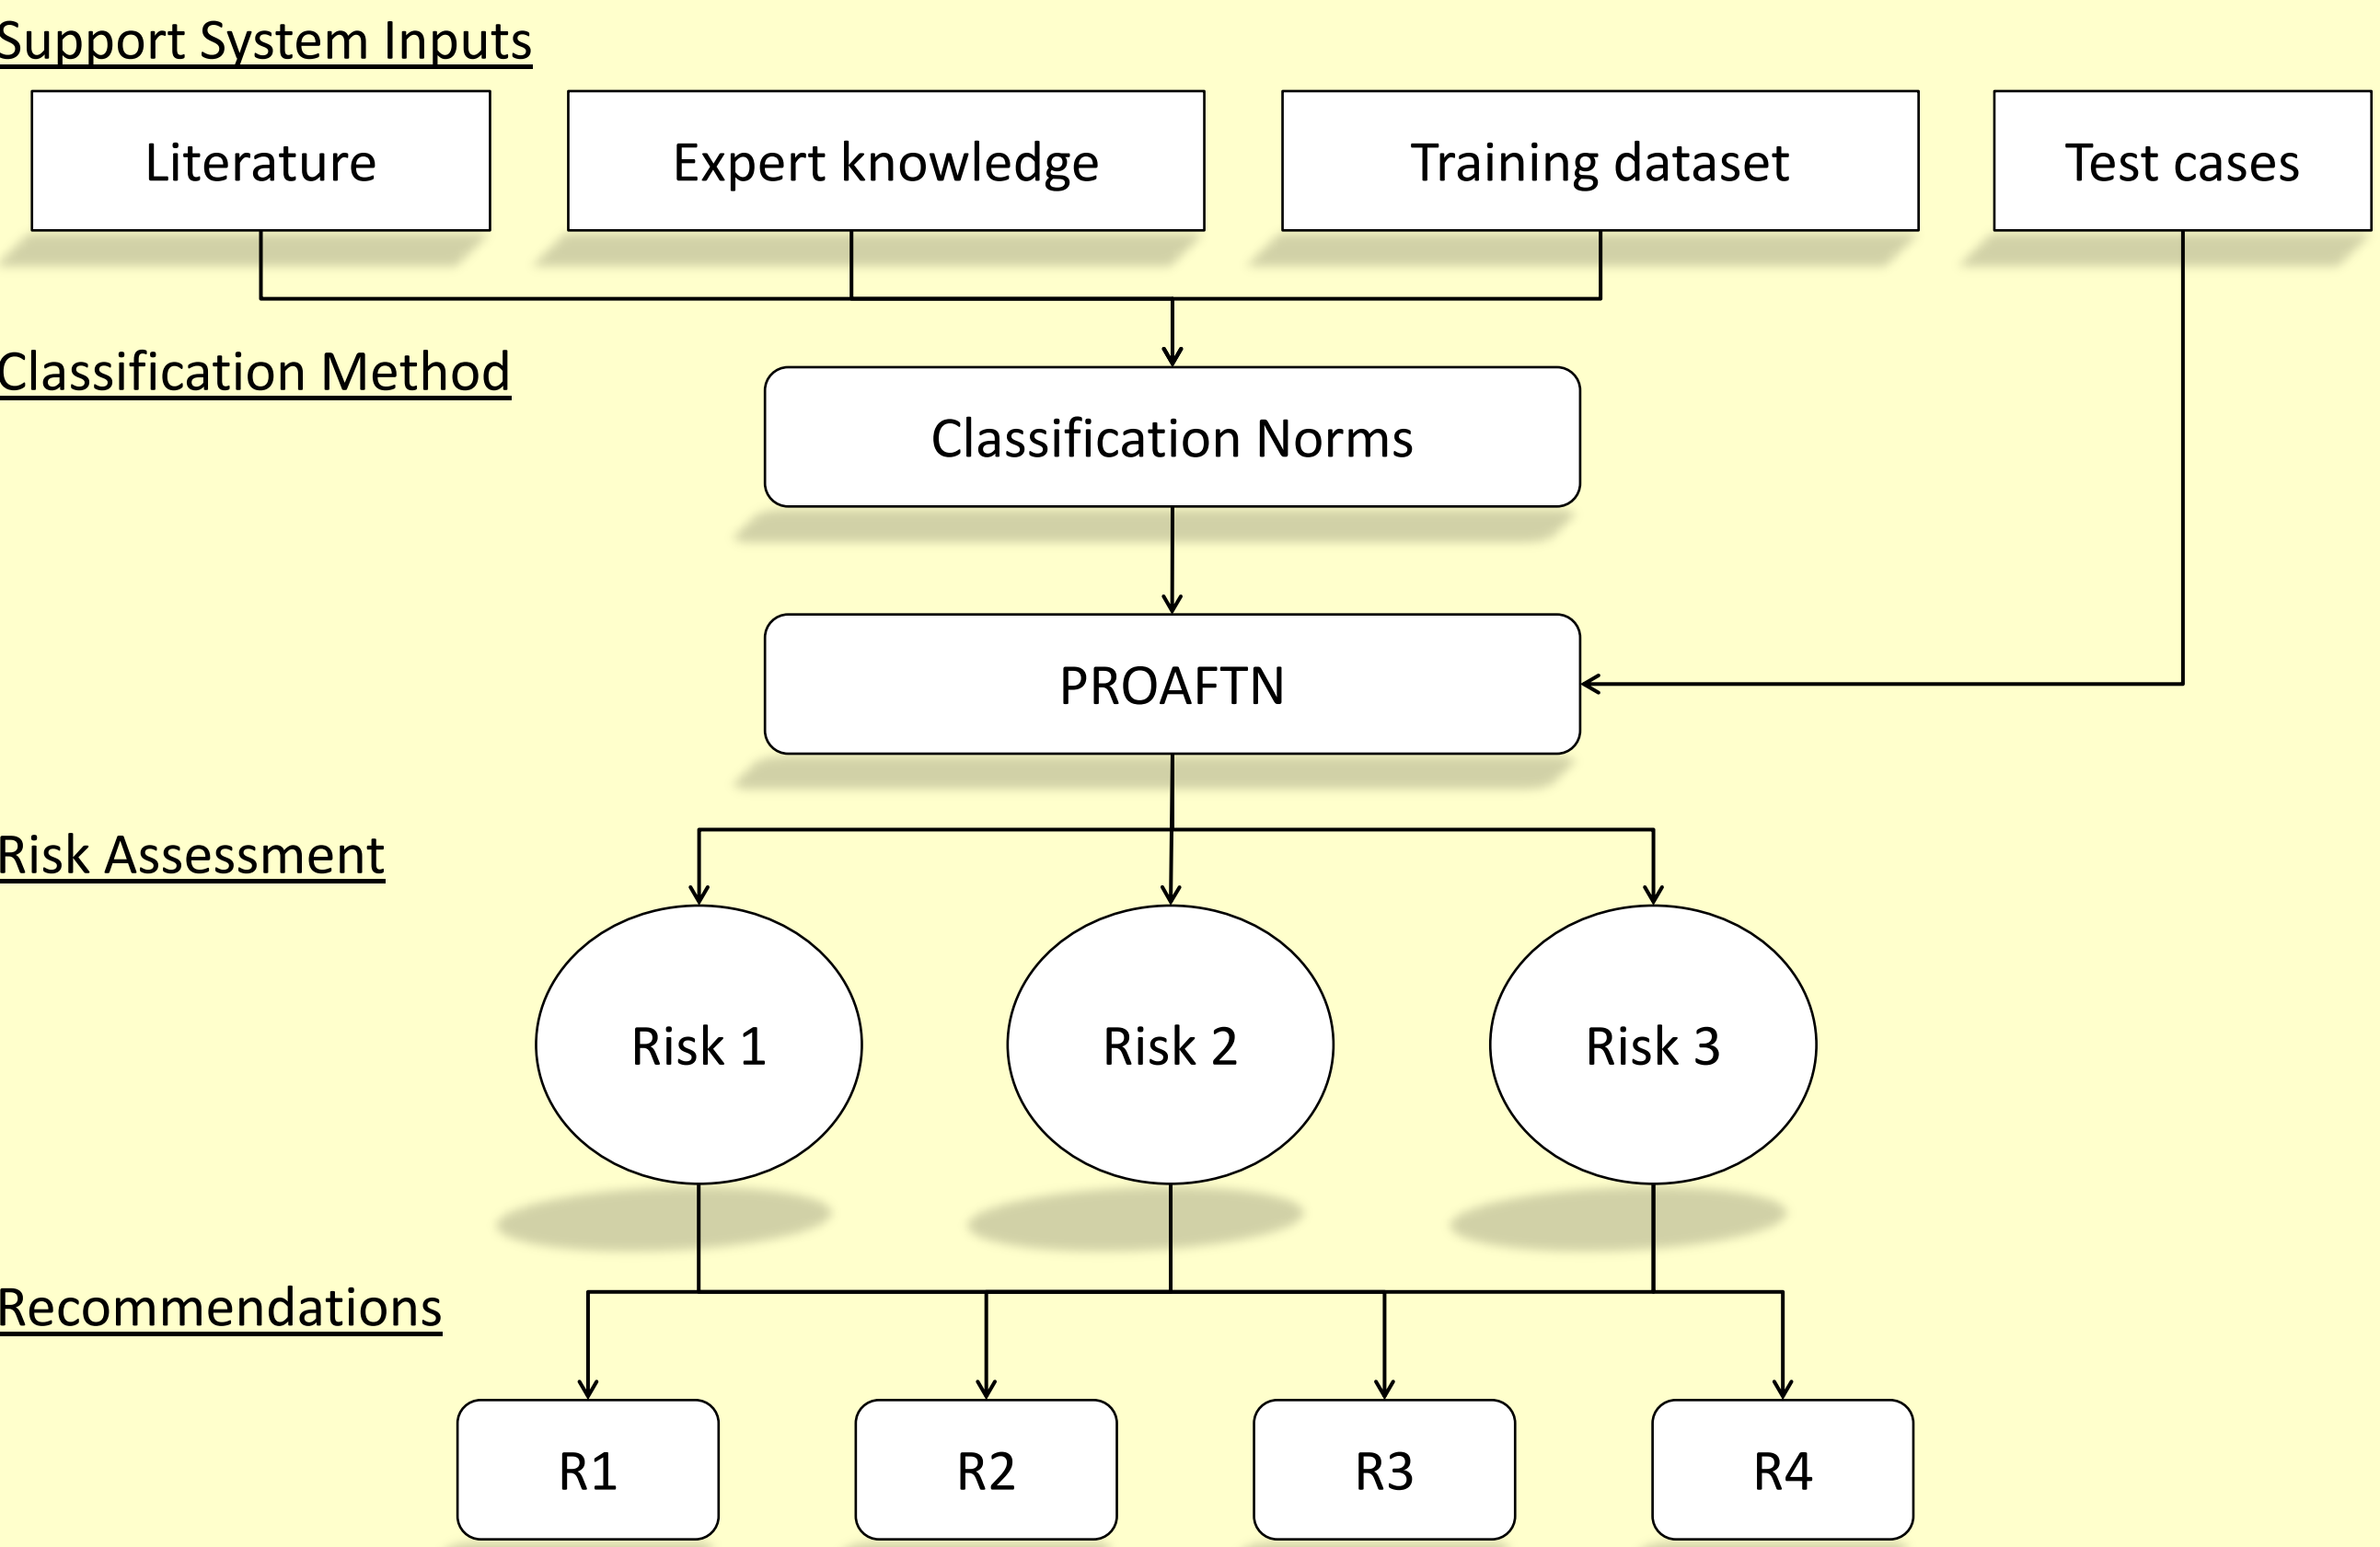 Support System Inputs
Literature
Expert knowledge
Training dataset
Test cases
Classification Method
Classification Norms
PROAFTN
Risk Assessment
Risk 1
Risk 2
Risk 3
Recommendations
R1
R2
R3
R4